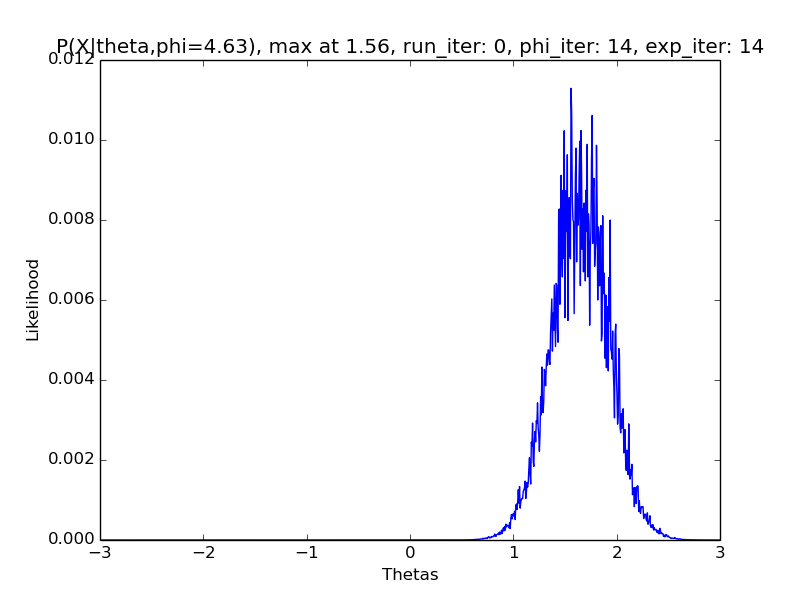 P(X|theta,phi=4.63), max at 1.56, run_iter: 0, phi_iter: 14, exp_iter: 14
0.012
0.010
0.008
0.006
0.004
0.002
0.000
Likelihood
−3 −2 −1 0 1 2 3
Thetas